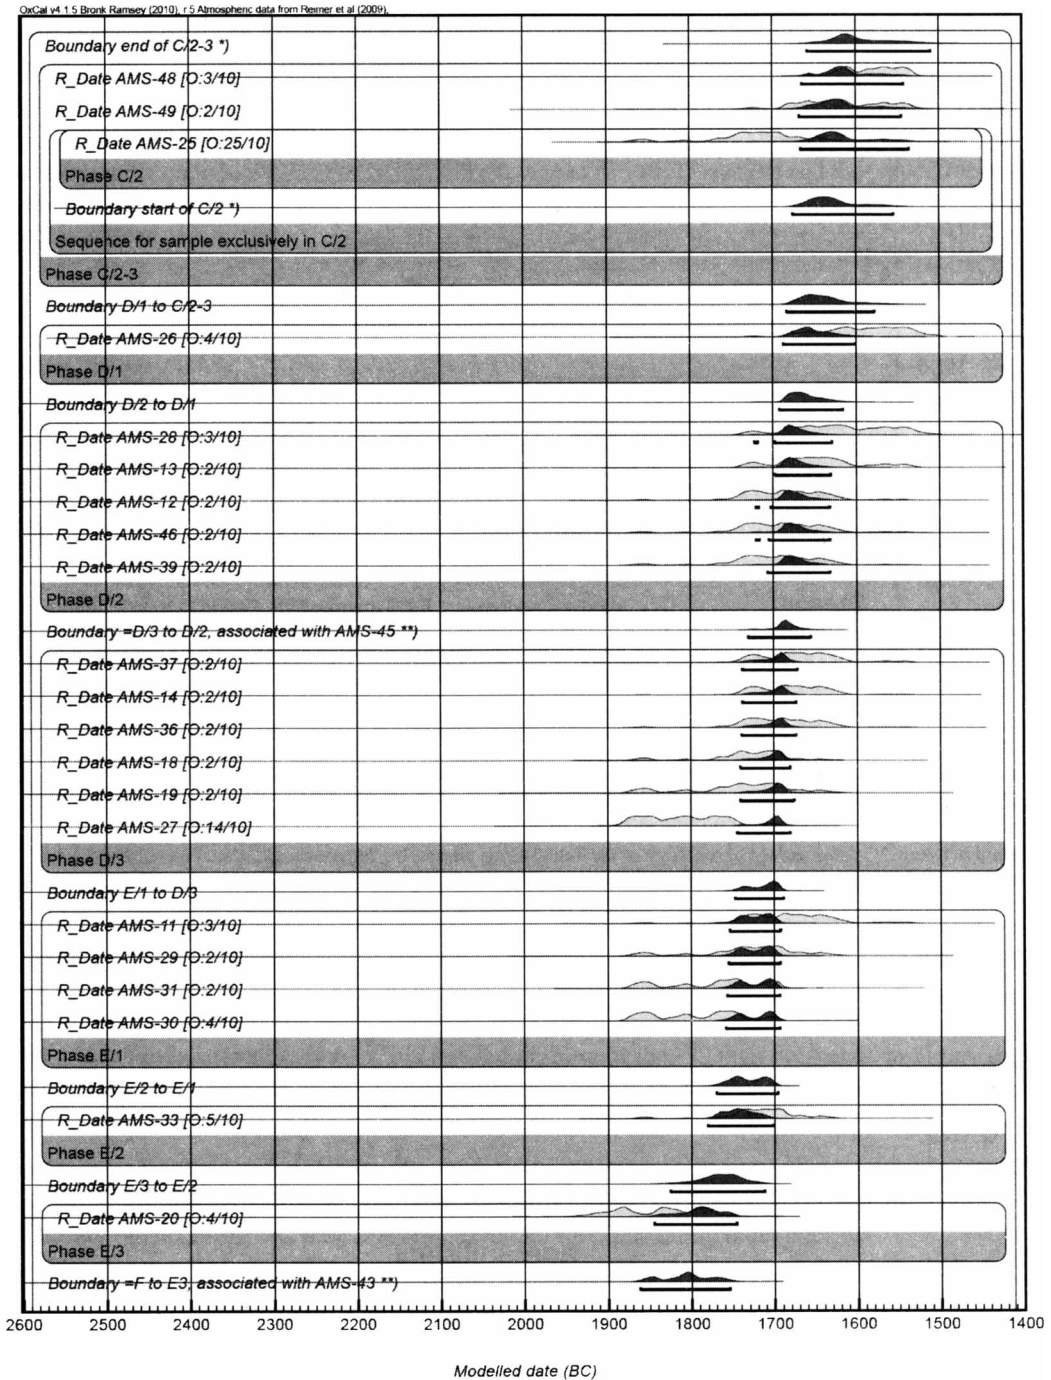 OxCal v4.1.5 Bronk Ramsey (2010), r:5 Atmospheric data from Reimer et al (2009),
Boundary end of C/2-3 *)
R_Date AMS-48 [O:3/10]
R_Date AMS-49 [O:2/10]
R_Date AMS-25 [O:25/10]
Phase C/2
Boundary start of C/2 *)
Sequence for sample exclusively in C/2
Phase C/2-3
Boundary D/1 to C/2-3
R_Date AMS-26 [O:4/10]
Phase D/1
Boundary D/2 to D/1
R_Date AMS-28 [O:3/10]
R_Date AMS-13 [O:2/10]
R_Date AMS-12 [O:2/10]
R_Date AMS-46 [O:2/10]
R_Date AMS-39 [O:2/10]
Phase D/2
Boundary =D/3 to D/2, associated with AMS-45 **)
R_Date AMS-37 [O:2/10]
R_Date AMS-14 [O:2/10]
R_Date AMS-36 [O:2/10]
R_Date AMS-18 [O:2/10]
R_Date AMS-19 [O:2/10]
R_Date AMS-27 [O:14/10]
Phase D/3
Boundary E/1 to D/3
R_Date AMS-11 [O:3/10]
R_Date AMS-29 [O:2/10]
R_Date AMS-31 [O:2/10]
R_Date AMS-30 [O:4/10]
Phase E/1
Boundary E/2 to E/1
R_Date AMS-33 [O:5/10]
Phase E/2
Boundary E/3 to E/2
R_Date AMS-20 [O:4/10]
Phase E/3
Boundary =F to E3, associated with AMS-43 **)
2600 2500 2400 2300 2200 2100 2000 1900 1800 1700 1600 1500 1400
Modelled date (BC)